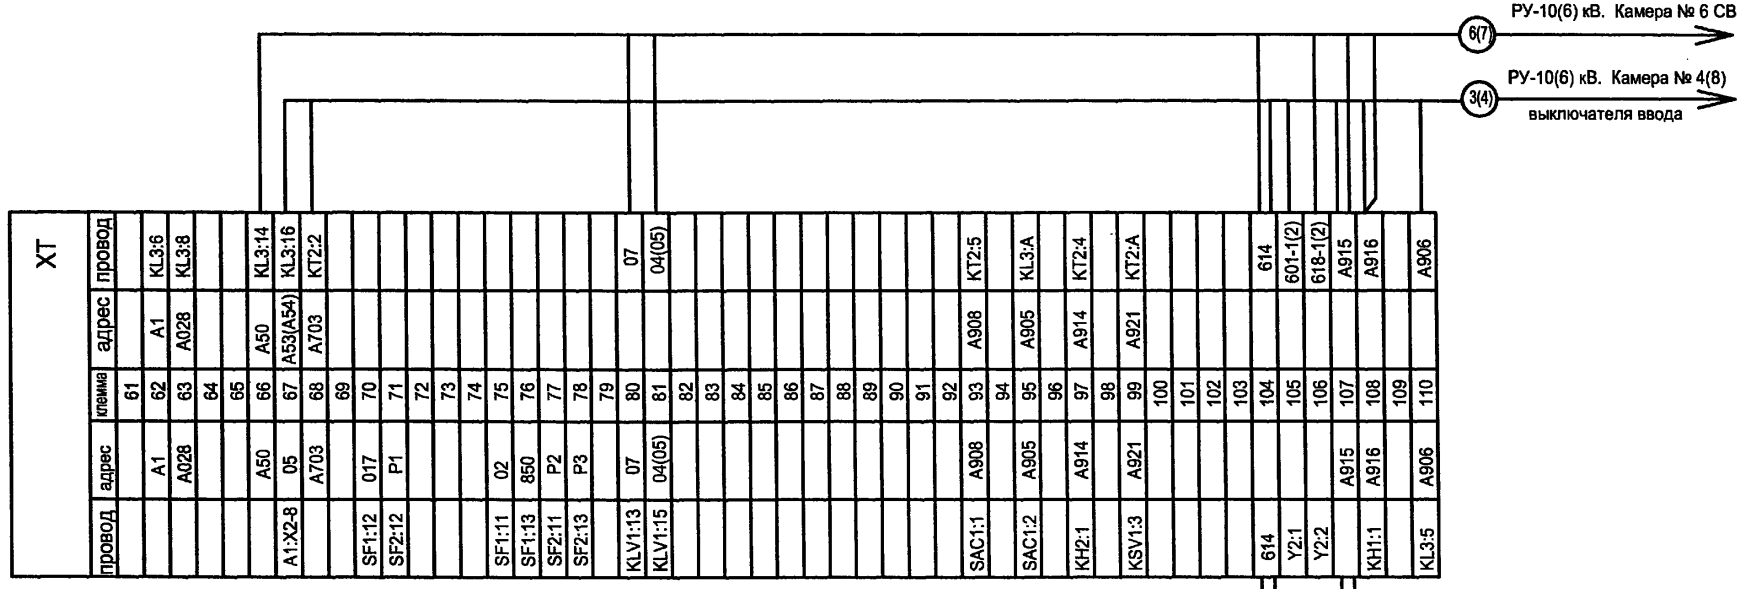 РУ-10(6) кВ. Камера № 6 СВ
6(7)
РУ-10(6) кВ. Камера № 4(8)
3(4)
выключателя ввода
ХТ
провод KL3:6 KL3:8 KL3:14 KL3:16 KT2:2 07 04(05) KT2:5 KL3:A KT2:4 KT2:A 614 601-1(2) 618-1(2) A915 A916 A906
адрес A1 A028 A50 A53(A54) A703 A908 A905 A914 A921
клемма 61 62 63 64 65 66 67 68 69 70 71 72 73 74 75 76 77 78 79 80 81 82 83 84 85 86 87 88 89 90 91 92 93 94 95 96 97 98 99 100 101 102 103 104 105 106 107 108 109 110
адрес A1 A028 A50 05 A703 017 P1 02 850 P2 P3 07 04(05) A908 A905 A914 A921 A915 A916 A906
провод A1:X2-8 SF1:12 SF2:12 SF1:11 SF1:13 SF2:11 SF2:13 KLV1:13 KLV1:15 SAC1:1 SAC1:2 KH2:1 KSV1:3 614 Y2:1 Y2:2 KH1:1 KL3:5